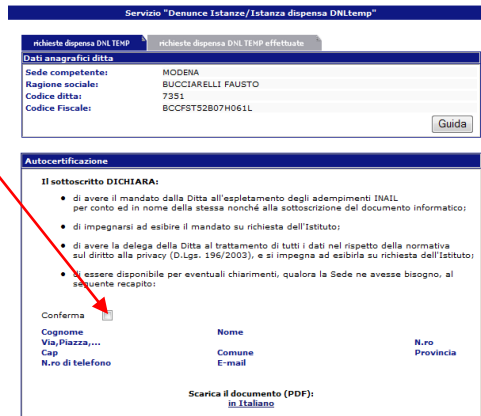 Servizio "Denunce Istanze/Istanza dispensa DNLtemp"
richieste dispensa DNL TEMP richieste dispensa DNL TEMP effettuate
Dati anagrafici ditta
Sede competente: MODENA
Ragione sociale: BUCCIARELLI FAUSTO
Codice ditta: 7351
Codice Fiscale: BCCFST52B07H061L
Guida
Autocertificazione
Il sottoscritto DICHIARA:
• di avere il mandato dalla Ditta all'espletamento degli adempimenti INAIL
per conto ed in nome della stessa nonché alla sottoscrizione del documento informatico;
• di impegnarsi ad esibire il mandato su richiesta dell'Istituto;
• di avere la delega della Ditta al trattamento di tutti i dati nel rispetto della normativa
sul diritto alla privacy (D.Lgs. 196/2003), e si impegna ad esibirla su richiesta dell'Istituto;
• di essere disponibile per eventuali chiarimenti, qualora la Sede ne avesse bisogno, al
seguente recapito:
Conferma
Cognome Nome
Via,Piazza,... N.ro
Cap Comune Provincia
N.ro di telefono E-mail
Scarica il documento (PDF):
in Italiano